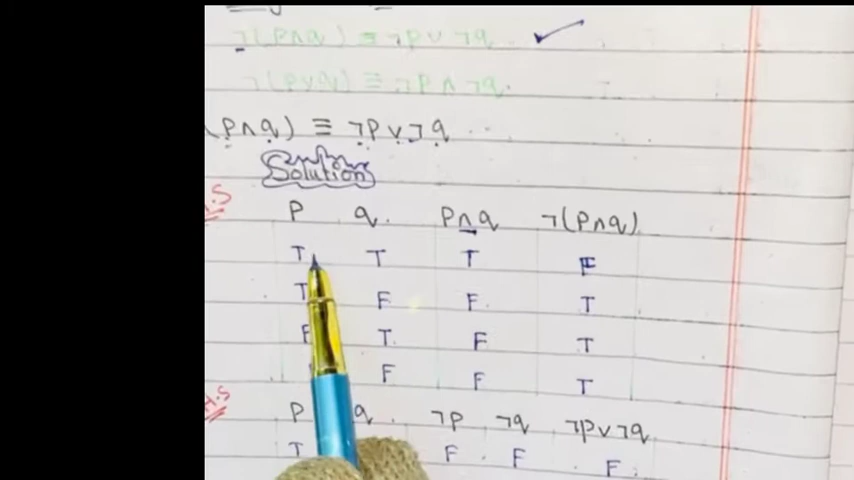 ¬(p∧q) ≡ ¬p∨¬q
¬(p∨q) ≡ ¬p∧¬q
(p∧q) ≡ ¬p∨¬q
Solution
.S p q p∧q ¬(p∧q)
T T T F
T F F T
F T F T
F F T
.S p q ¬p ¬q ¬p∨¬q
T F F F